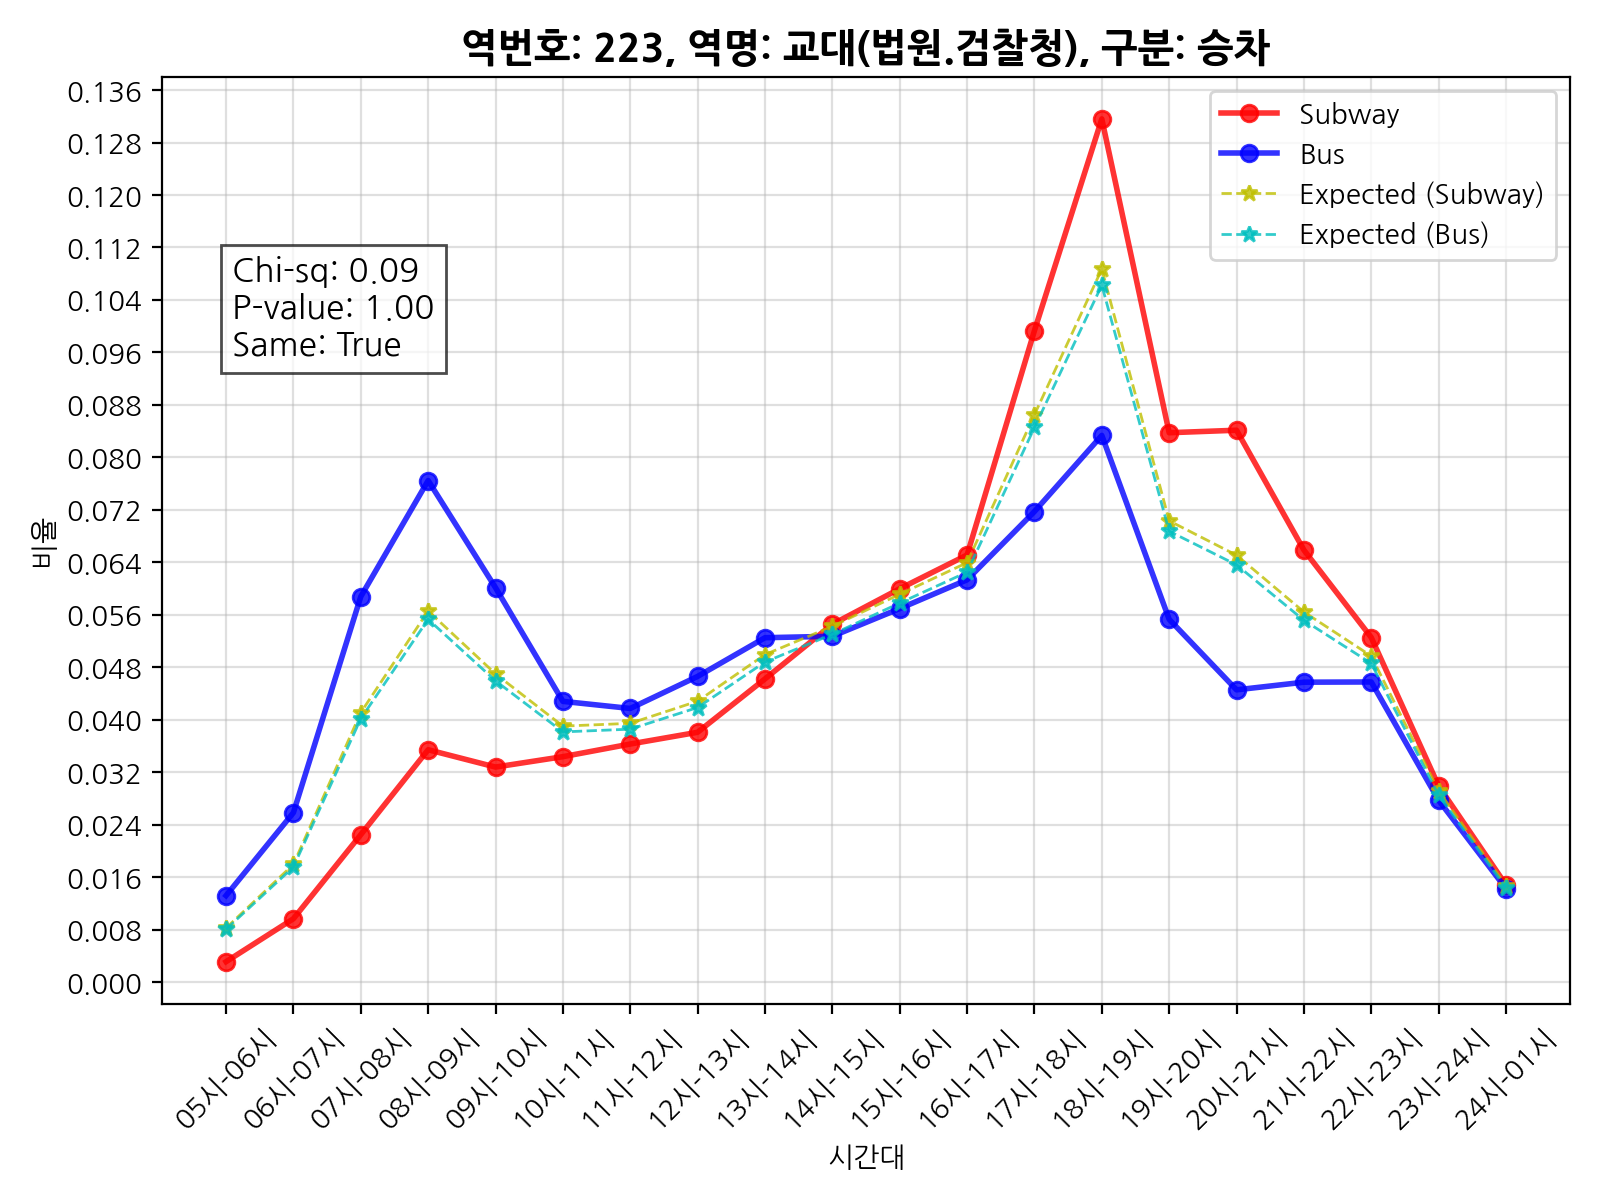 역번호: 223, 역명: 교대(법원.검찰청), 구분: 승차
비율
0.136
0.128
0.120
0.112
0.104
0.096
0.088
0.080
0.072
0.064
0.056
0.048
0.040
0.032
0.024
0.016
0.008
0.000
Chi-sq: 0.09
P-value: 1.00
Same: True
Subway
Bus
Expected (Subway)
Expected (Bus)
05시-06시
06시-07시
07시-08시
08시-09시
09시-10시
10시-11시
11시-12시
12시-13시
13시-14시
14시-15시
15시-16시
16시-17시
17시-18시
18시-19시
19시-20시
20시-21시
21시-22시
22시-23시
23시-24시
24시-01시
시간대